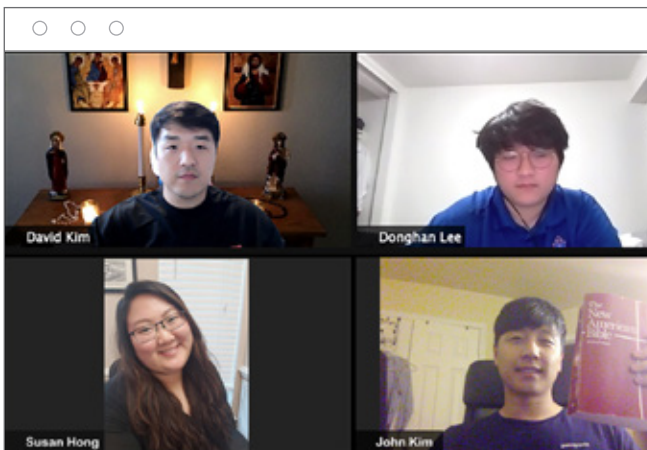 David Kim
Donghan Lee
Susan Hong
John Kim
The
New
American
Bible